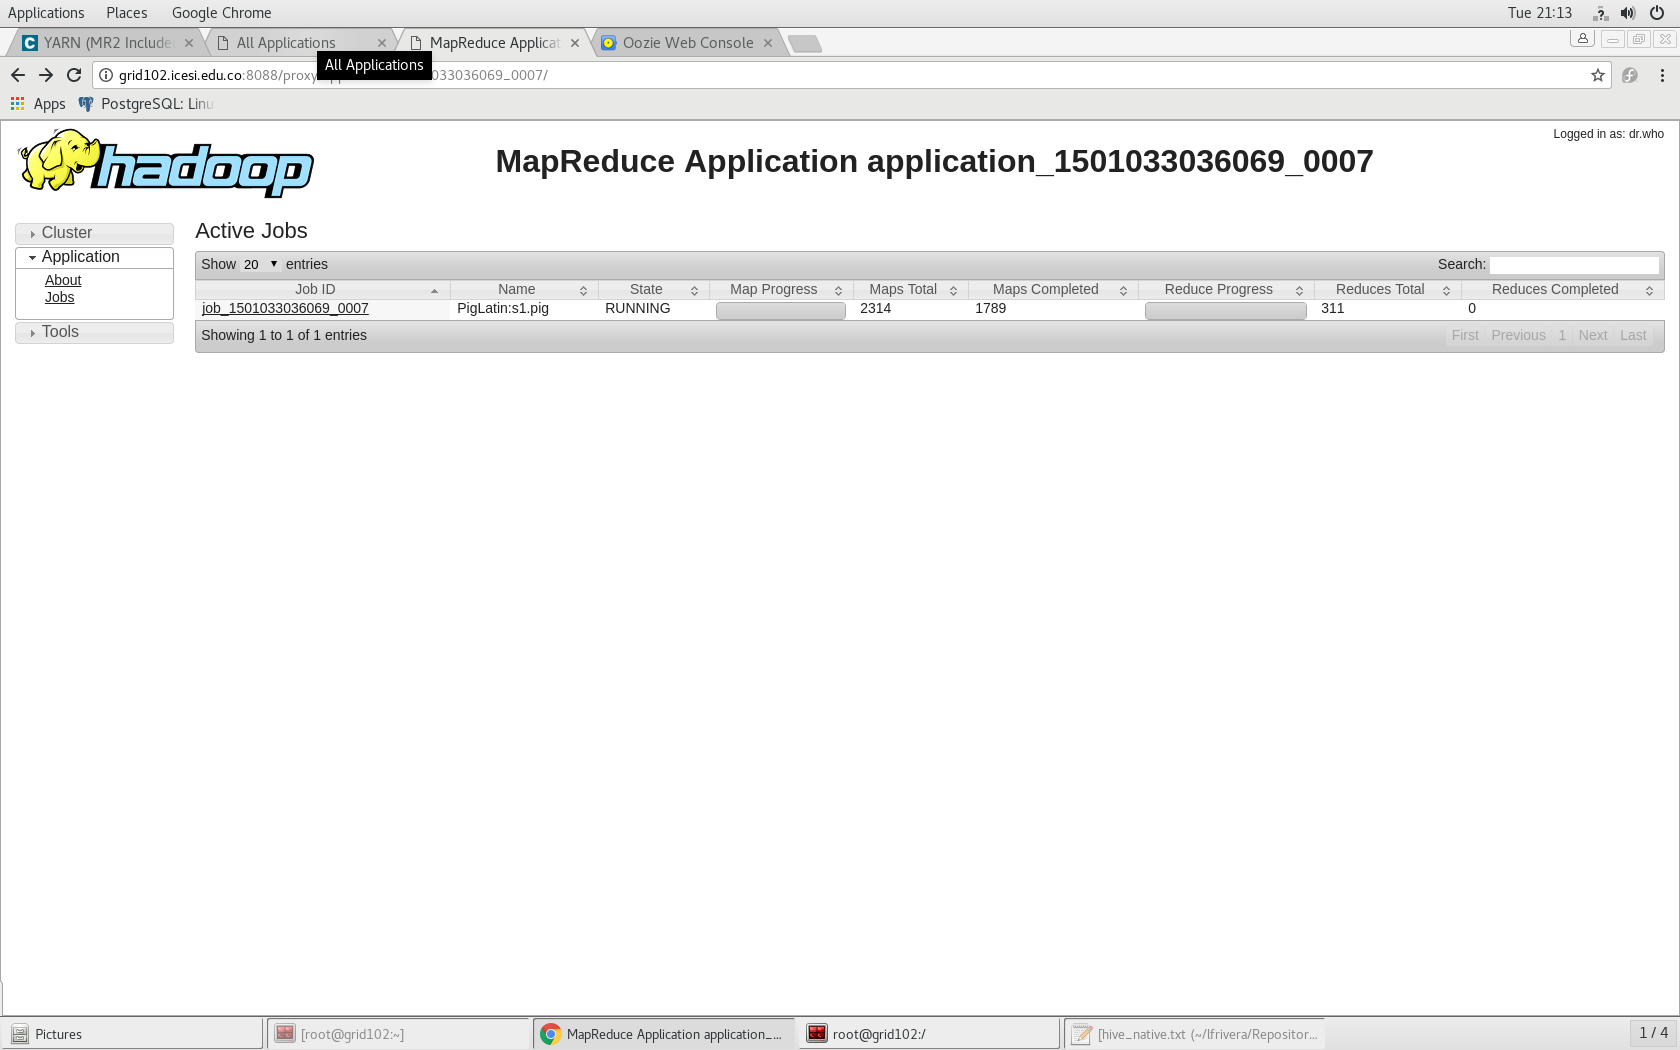 Applications Places Google Chrome Tue 21:13
YARN (MR2 Include All Applications MapReduce Applicat Oozie Web Console
All Applications
grid102.icesi.edu.co:8088/proxy 033036069_0007/
Apps PostgreSQL: Linu
Logged in as: dr.who
hadoop
MapReduce Application application_1501033036069_0007
Cluster
Application
About
Jobs
Tools
Active Jobs
Show 20 entries Search:
Job ID Name State Map Progress Maps Total Maps Completed Reduce Progress Reduces Total Reduces Completed
job_1501033036069_0007 PigLatin:s1.pig RUNNING 2314 1789 311 0
Showing 1 to 1 of 1 entries First Previous 1 Next Last
Pictures [root@grid102:~] MapReduce Application application_... root@grid102:/ [hive_native.txt (~/lfrivera/Repositor... 1 / 4